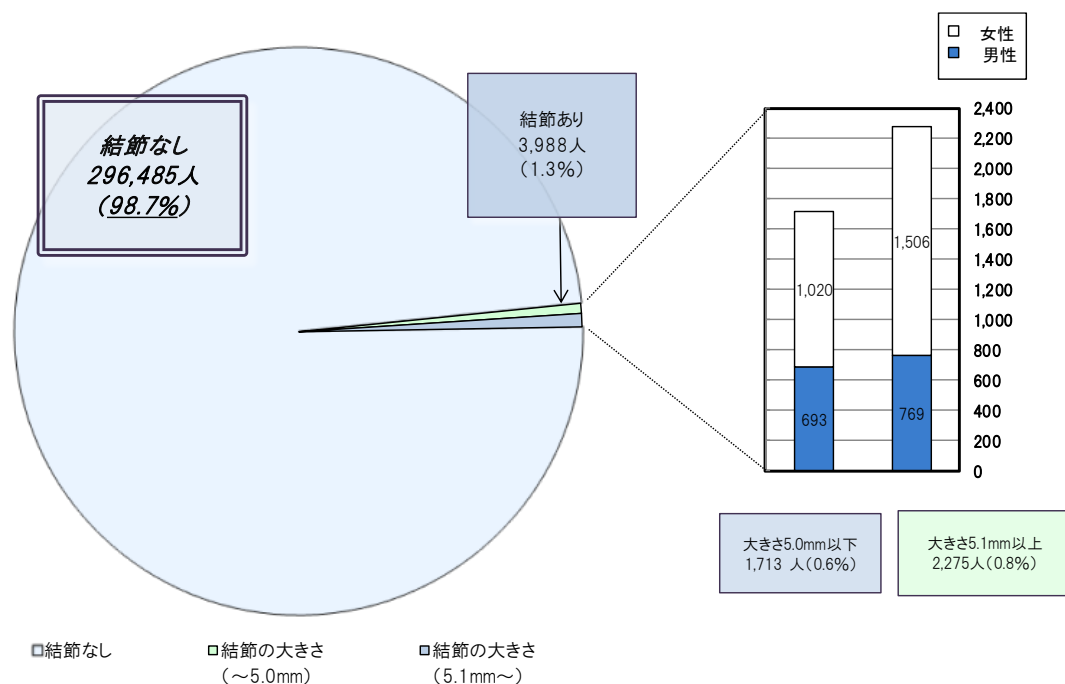 女性
男性
結節なし
296,485人
(98.7%)
結節あり
3,988人
(1.3%)
2,400
2,200
2,000
1,800
1,600
1,400
1,200
1,000
800
600
400
200
0
1,020
1,506
693
769
大きさ5.0mm以下
1,713 人(0.6%)
大きさ5.1mm以上
2,275人(0.8%)
結節なし
結節の大きさ
(~5.0mm)
結節の大きさ
(5.1mm~)